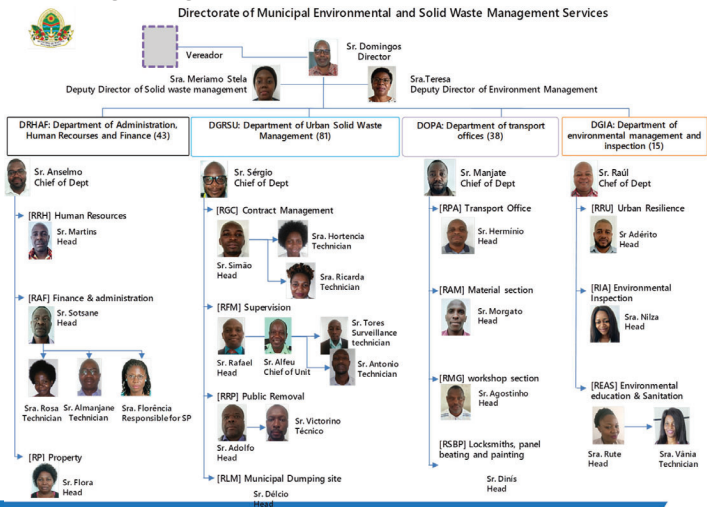 Directorate of Municipal Environmental and Solid Waste Management Services
Vereador
Sr. Domingos
Director
Sra. Meriamo Stela
Deputy Director of Solid waste management
Sra.Teresa
Deputy Director of Environment Management
DRHAF: Department of Administration,
Human Recourses and Finance (43)
Sr. Anselmo
Chief of Dept
[RRH] Human Resources
Sr. Martins
Head
[RAF] Finance & administration
Sr. Sotsane
Head
Sra. Rosa
Technician
Sr. Almanjane
Technician
Sra. Florência
Responsible for SP
[RP] Property
Sr. Flora
Head
DGRSU: Department of Urban Solid Waste
Management (81)
Sr. Sérgio
Chief of Dept
[RGC] Contract Management
Sr. Simão
Head
Sra. Hortencia
Technician
Sra. Ricarda
Technician
[RFM] Supervision
Sr. Rafael
Head
Sr. Alfeu
Chief of Unit
Sr. Tores
Surveillance
technician
Sr. Antonio
Technician
[RRP] Public Removal
Sr. Adolfo
Head
Sr. Victorino
Técnico
[RLM] Municipal Dumping site
Sr. Délcio
Head
DOPA: Department of transport
offices (38)
Sr. Manjate
Chief of Dept
[RPA] Transport Office
Sr. Hermínio
Head
[RAM] Material section
Sr. Morgato
Head
[RMG] workshop section
Sr. Agostinho
Head
[RSBP] Locksmiths, panel
beating and painting
Sr. Dinís
Head
DGIA: Department of
environmental management and
inspection (15)
Sr. Raúl
Chef of Dept
[RRU] Urban Resilience
Sr Adérito
Head
[RIA] Environmental
Inspection
Sra. Nilza
Head
[REAS] Environmental
education & Sanitation
Sra. Rute
Head
Sra. Vânia
Technician